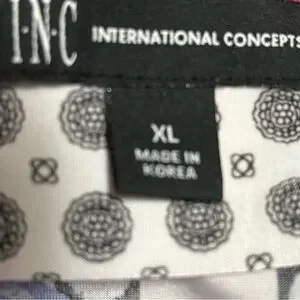 I·N·C INTERNATIONAL CONCEPTS
XL
MADE IN
KOREA